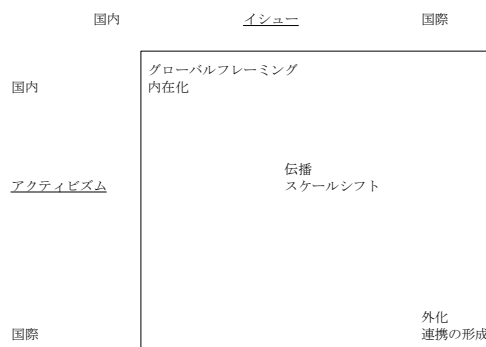 国内 イシュー 国際
グローバルフレーミング
国内 内在化
伝播
アクティビズム スケールシフト
外化
国際 連携の形成